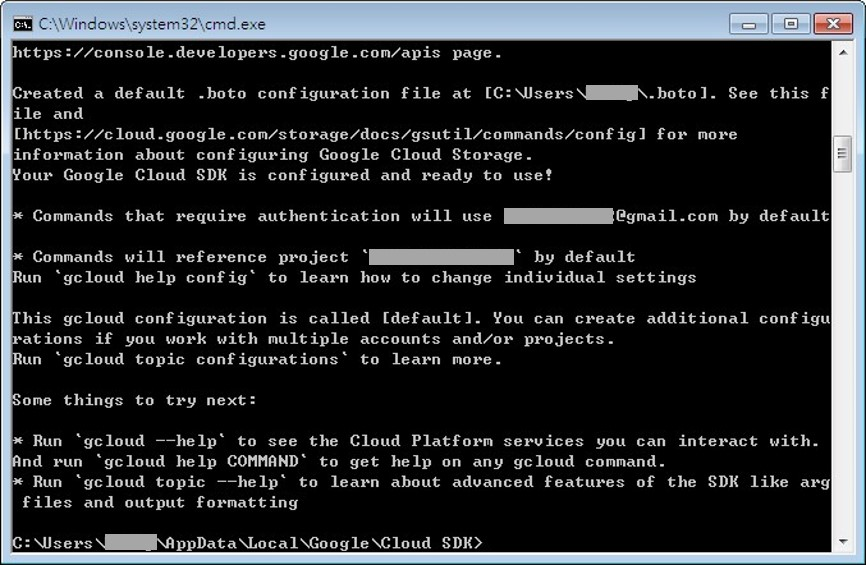 C:\Windows\system32\cmd.exe
https://console.developers.google.com/apis page.
Created a default .boto configuration file at [C:\Users\ \.boto]. See this f
ile and
[https://cloud.google.com/storage/docs/gsutil/commands/config] for more
information about configuring Google Cloud Storage.
Your Google Cloud SDK is configured and ready to use!
* Commands that require authentication will use @gmail.com by default
* Commands will reference project ` ` by default
Run `gcloud help config` to learn how to change individual settings
This gcloud configuration is called [default]. You can create additional configu
rations if you work with multiple accounts and/or projects.
Run `gcloud topic configurations` to learn more.
Some things to try next:
* Run `gcloud --help` to see the Cloud Platform services you can interact with.
And run `gcloud help COMMAND` to get help on any gcloud command.
* Run `gcloud topic --help` to learn about advanced features of the SDK like arg
files and output formatting
C:\Users\ \AppData\Local\Google\Cloud SDK>